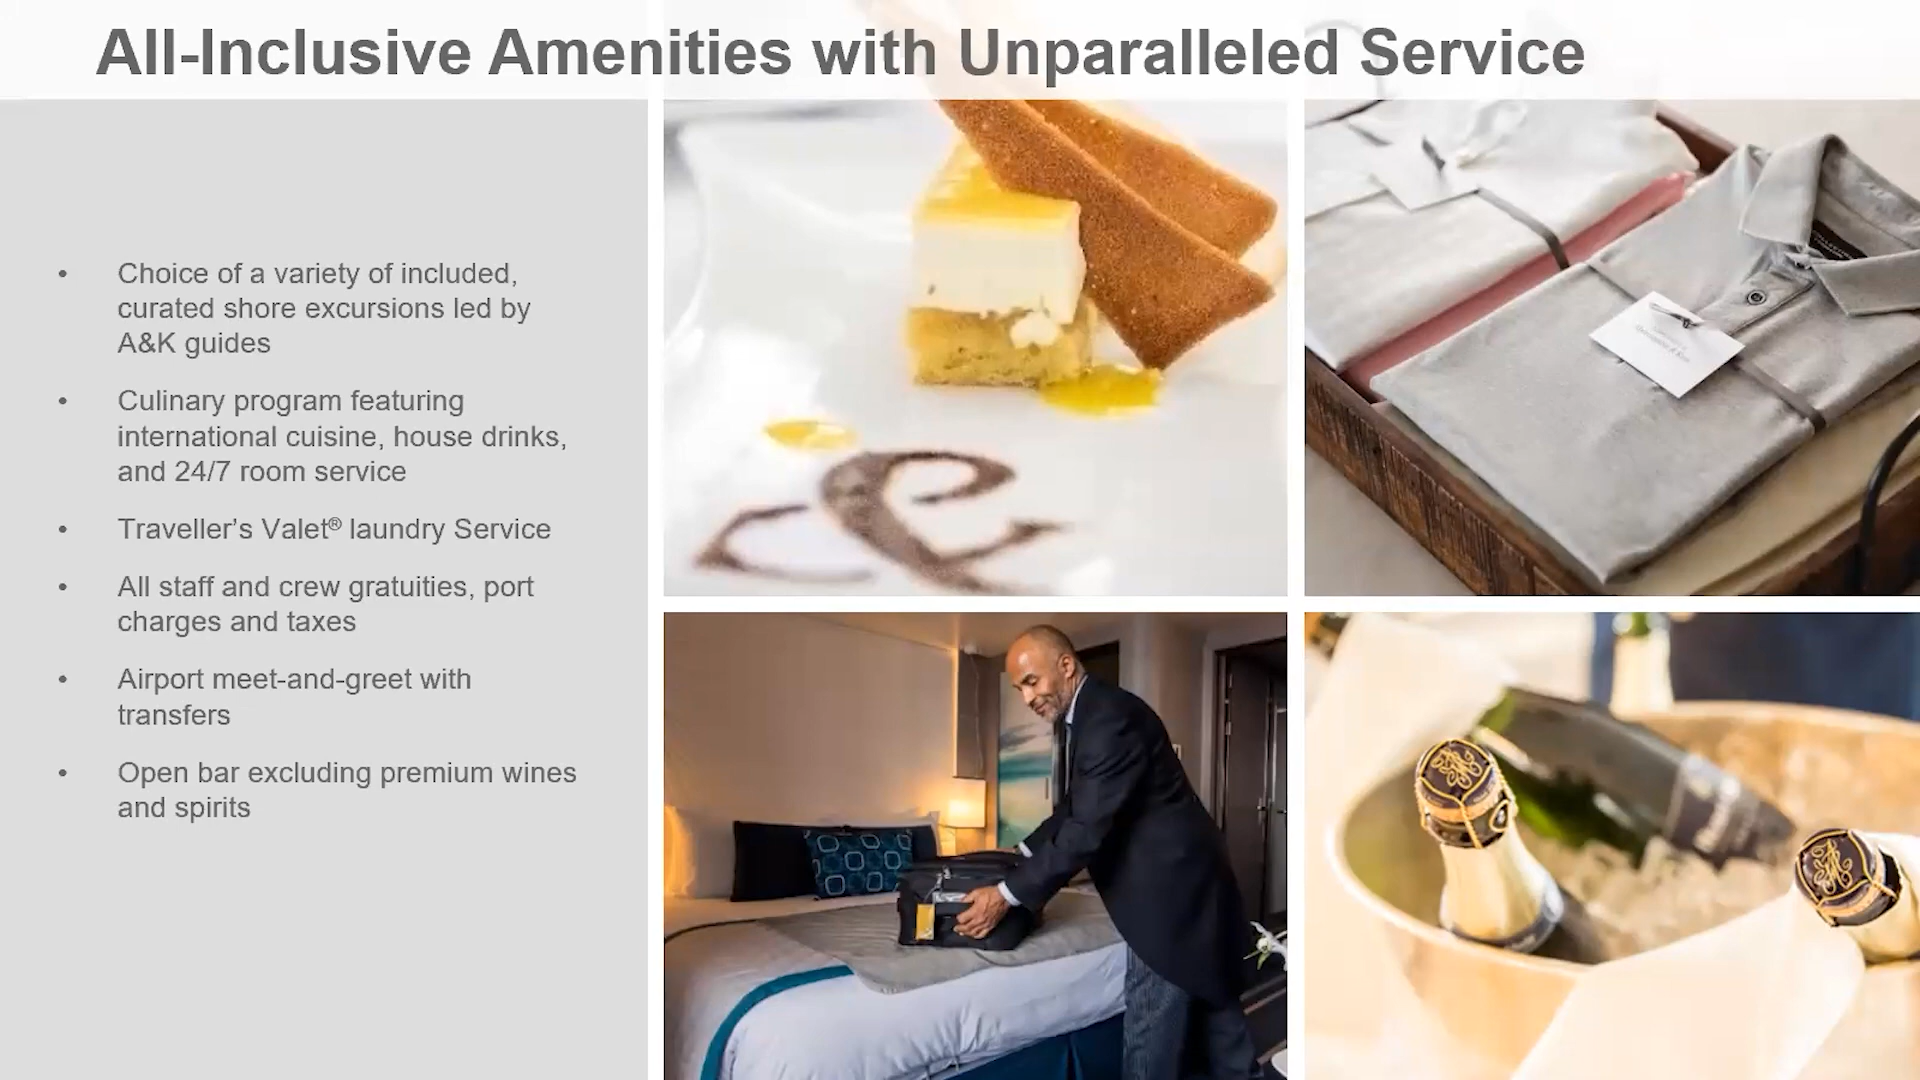 All-Inclusive Amenities with Unparalleled Service
• Choice of a variety of included,
curated shore excursions led by
A&K guides
• Culinary program featuring
international cuisine, house drinks,
and 24/7 room service
• Traveller’s Valet® laundry Service
• All staff and crew gratuities, port
charges and taxes
• Airport meet-and-greet with
transfers
• Open bar excluding premium wines
and spirits